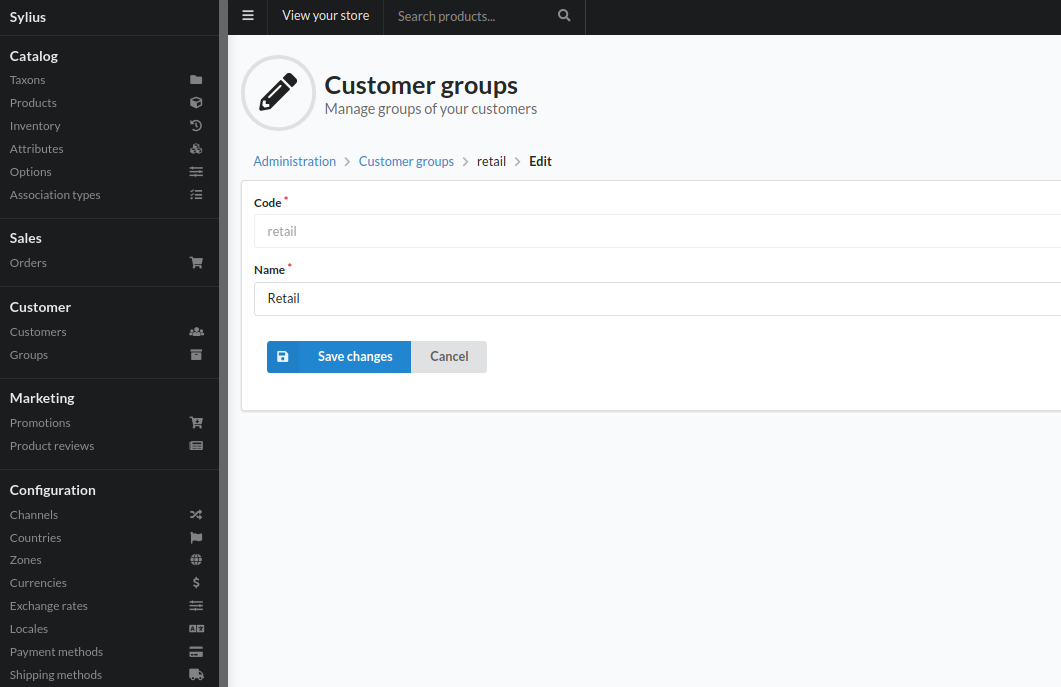 Sylius
View your store
Search products...
Catalog
Taxons
Products
Inventory
Attributes
Options
Association types
Sales
Orders
Customer
Customers
Groups
Marketing
Promotions
Product reviews
Configuration
Channels
Countries
Zones
Currencies
Exchange rates
Locales
Payment methods
Shipping methods
Customer groups
Manage groups of your customers
Administration > Customer groups > retail > Edit
Code *
retail
Name *
Retail
Save changes Cancel